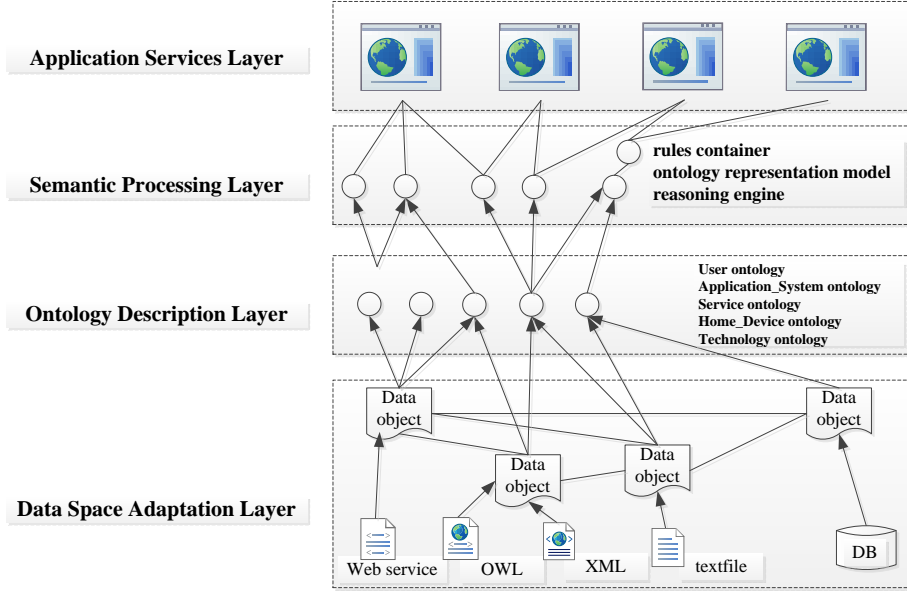 Application Services Layer
Semantic Processing Layer
rules container
ontology representation model
reasoning engine
Ontology Description Layer
User ontology
Application_System ontology
Service ontology
Home_Device ontology
Technology ontology
Data Space Adaptation Layer
Data
object
Data
object
Data
object
Data
object
Web service
OWL
XML
textfile
DB